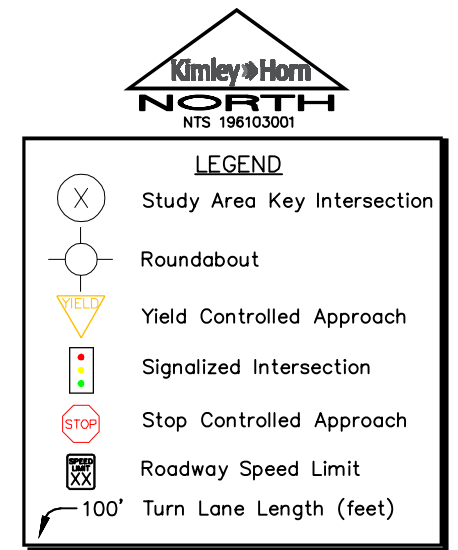 Kimley»Horn
NORTH
NTS 196103001
LEGEND
X Study Area Key Intersection
Roundabout
YIELD Yield Controlled Approach
Signalized Intersection
STOP Stop Controlled Approach
SPEED
LIMIT
XX Roadway Speed Limit
100' Turn Lane Length (feet)